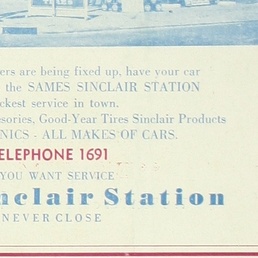 ers are being fixed up, have your car
the SAMES SINCLAIR STATION
ckest service in town.
sories, Good-Year Tires Sinclair Products
NICS - ALL MAKES OF CARS.
TELEPHONE 1691
YOU WANT SERVICE
nclair Station
NEVER CLOSE